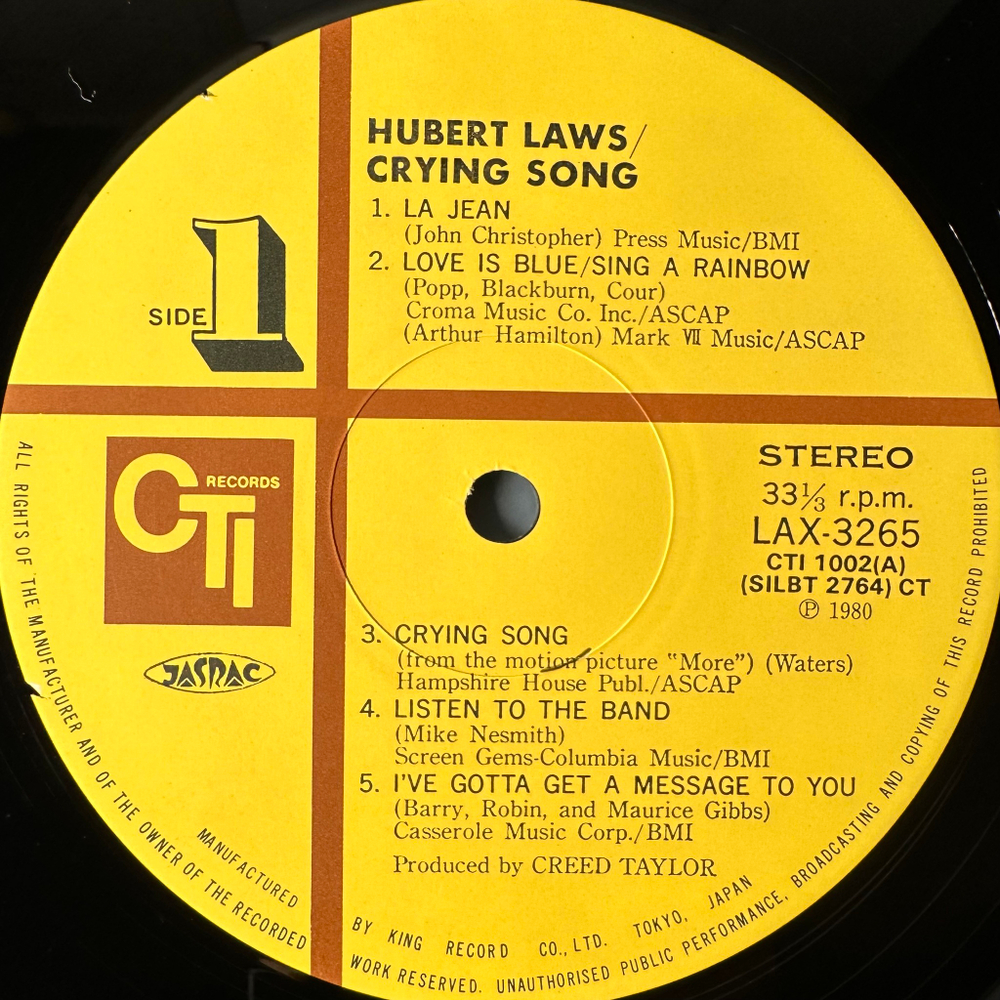 HUBERT LAWS/
CRYING SONG
1. LA JEAN
(John Christopher) Press Music/BMI
2. LOVE IS BLUE/SING A RAINBOW
(Popp, Blackburn, Cour)
Croma Music Co. Inc./ASCAP
(Arthur Hamilton) Mark Ⅶ Music/ASCAP
SIDE 1
CTI RECORDS
JASRAC
STEREO
33⅓ r.p.m.
LAX-3265
CTI 1002(A)
(SILBT 2764) CT
Ⓟ 1980
3. CRYING SONG
(from the motion picture "More") (Waters)
Hampshire House Publ./ASCAP
4. LISTEN TO THE BAND
(Mike Nesmith)
Screen Gems-Columbia Music/BMI
5. I'VE GOTTA GET A MESSAGE TO YOU
(Barry, Robin, and Maurice Gibbs)
Casserole Music Corp./BMI
Produced by CREED TAYLOR
MANUFACTURED BY KING RECORD CO., LTD. TOKYO, JAPAN
ALL RIGHTS OF THE MANUFACTURER AND OF THE OWNER OF THE RECORDED WORK RESERVED. UNAUTHORISED PUBLIC PERFORMANCE, BROADCASTING AND COPYING OF THIS RECORD PROHIBITED